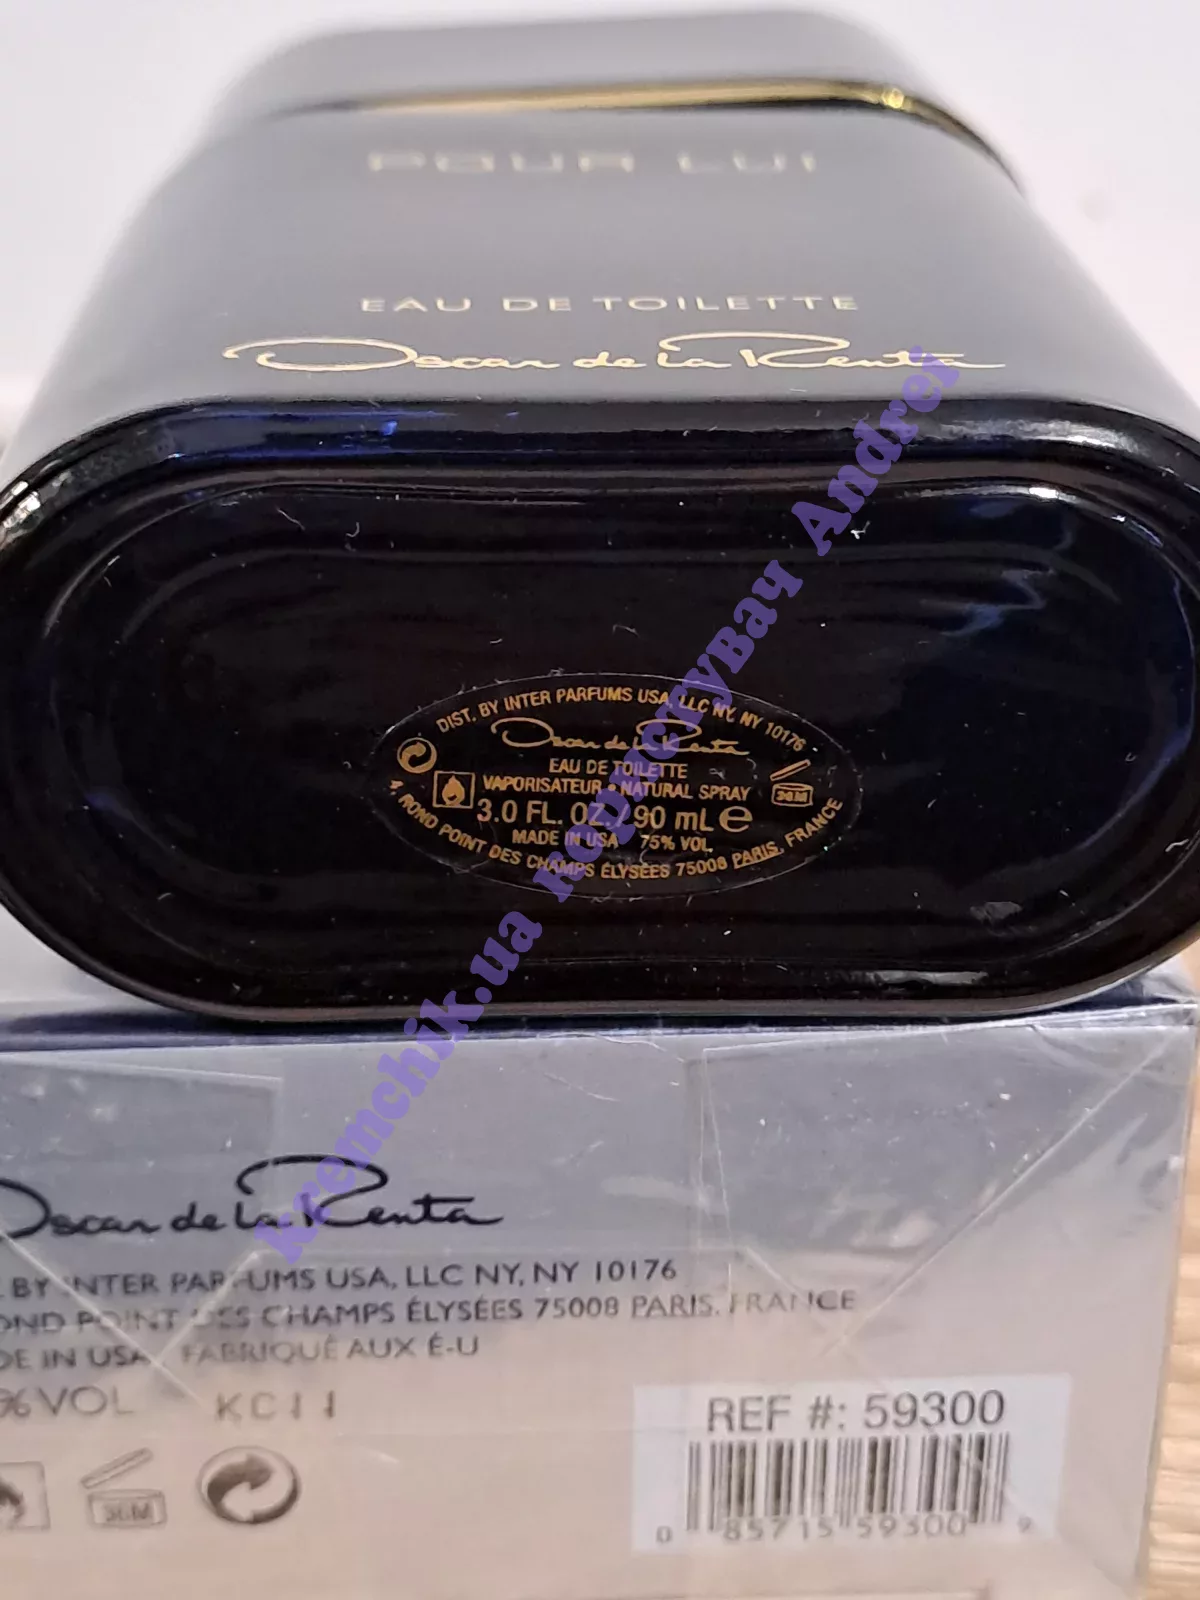 POUR LUI
EAU DE TOILETTE
Oscar de la Renta
DIST. BY INTER PARFUMS USA, LLC NY, NY 10176
Oscar de la Renta
EAU DE TOILETTE
VAPORISATEUR • NATURAL SPRAY
36M
3.0 FL. OZ. / 90 mL e
MADE IN USA 75% VOL.
4, ROND POINT DES CHAMPS ÉLYSÉES 75008 PARIS, FRANCE
kremchik.ua користувач Andrei
Oscar de la Renta
BY INTER PARFUMS USA, LLC NY, NY 10176
OND POINT DES CHAMPS ÉLYSÉES 75008 PARIS, FRANCE
DE IN USA FABRIQUÉ AUX É-U
% VOL KC11
36M
REF #: 59300
0 85715 59300 9